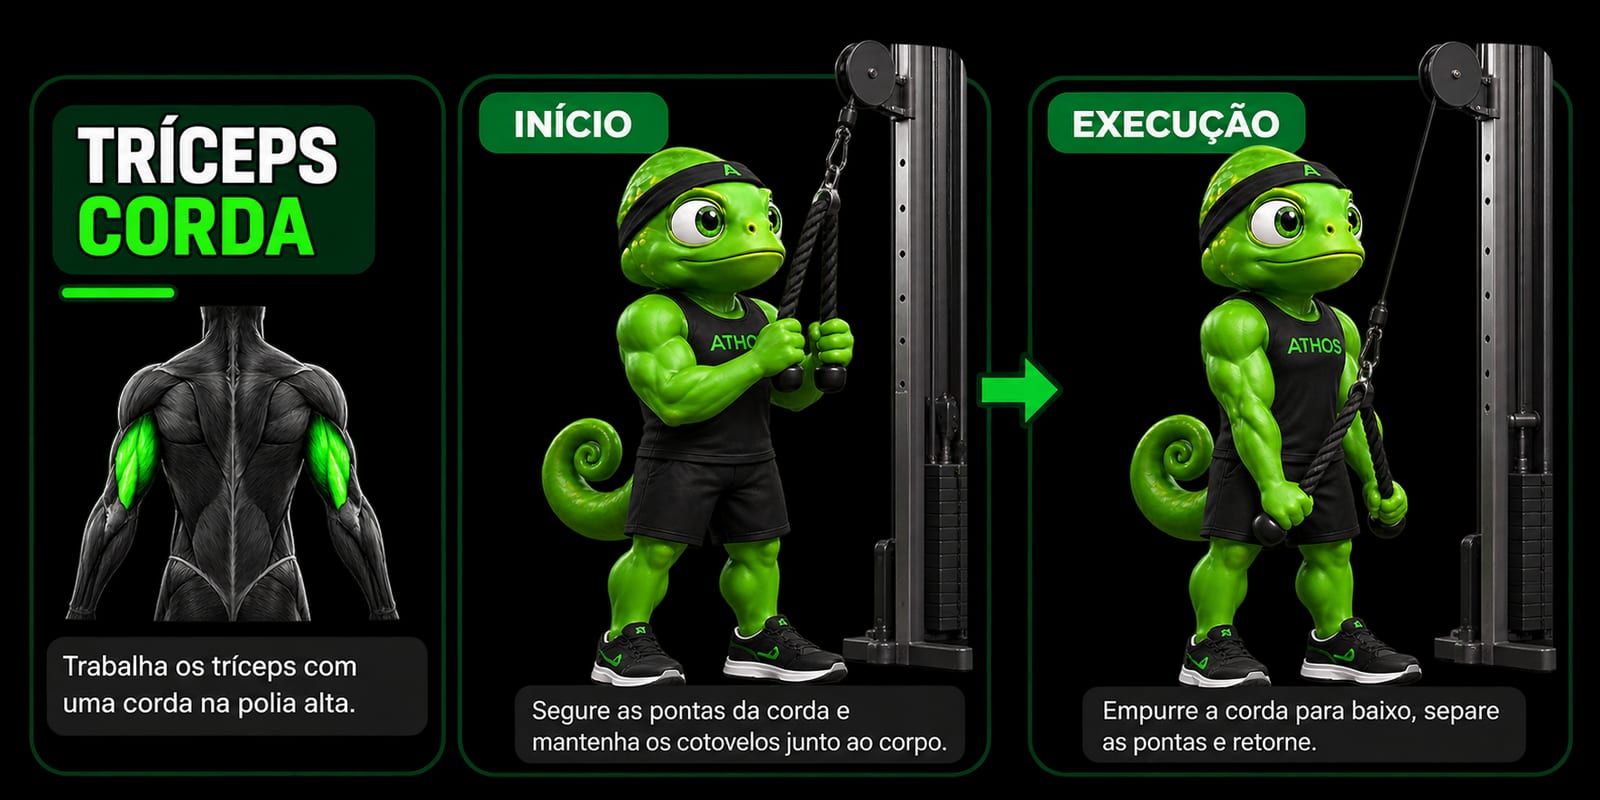 TRÍCEPS
CORDA
Trabalha os tríceps com
uma corda na polia alta.
INÍCIO
A
ATHO
Segure as pontas da corda e
mantenha os cotovelos junto ao corpo.
EXECUÇÃO
A
ATHOS
Empurre a corda para baixo, separe
as pontas e retorne.